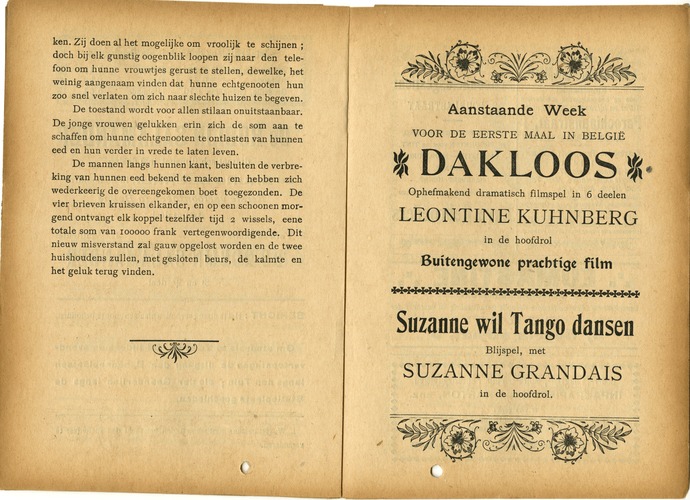 ken. Zij doen al het mogelijke om vroolijk te schijnen ;
doch bij elk gunstig oogenblik loopen zij naar den tele-
foon om hunne vrouwtjes gerust te stellen, dewelke, het
weinig aangenaam vinden dat hunne echtgenooten hun
zoo snel verlaten om zich naar slechte huizen te begeven.
De toestand wordt voor allen stilaan onuitstaanbaar.
De jonge vrouwen gelukken erin zich de som aan te
schaffen om hunne echtgenooten te ontlasten van hunnen
eed en hun verder in vrede te laten leven.
De mannen langs hunnen kant, besluiten de verbre-
king van hunnen eed bekend te maken en hebben zich
wederkeerig de overeengekomen boet toegezonden. De
vier brieven kruissen elkander, en op een schoonen mor-
gend ontvangt elk koppel tezelfder tijd 2 wissels, eene
totale som van 100000 frank vertegenwoordigende. Dit
nieuw misverstand zal gauw opgelost worden en de twee
huishoudens zullen, met gesloten beurs, de kalmte en
het geluk terug vinden.
Aanstaande Week
VOOR DE EERSTE MAAL IN BELGIË
DAKLOOS
Ophefmakend dramatisch filmspel in 6 deelen
LEONTINE KUHNBERG
in de hoofdrol
Buitengewone prachtige film
Suzanne wil Tango dansen
Blijspel, met
SUZANNE GRANDAIS
in de hoofdrol.